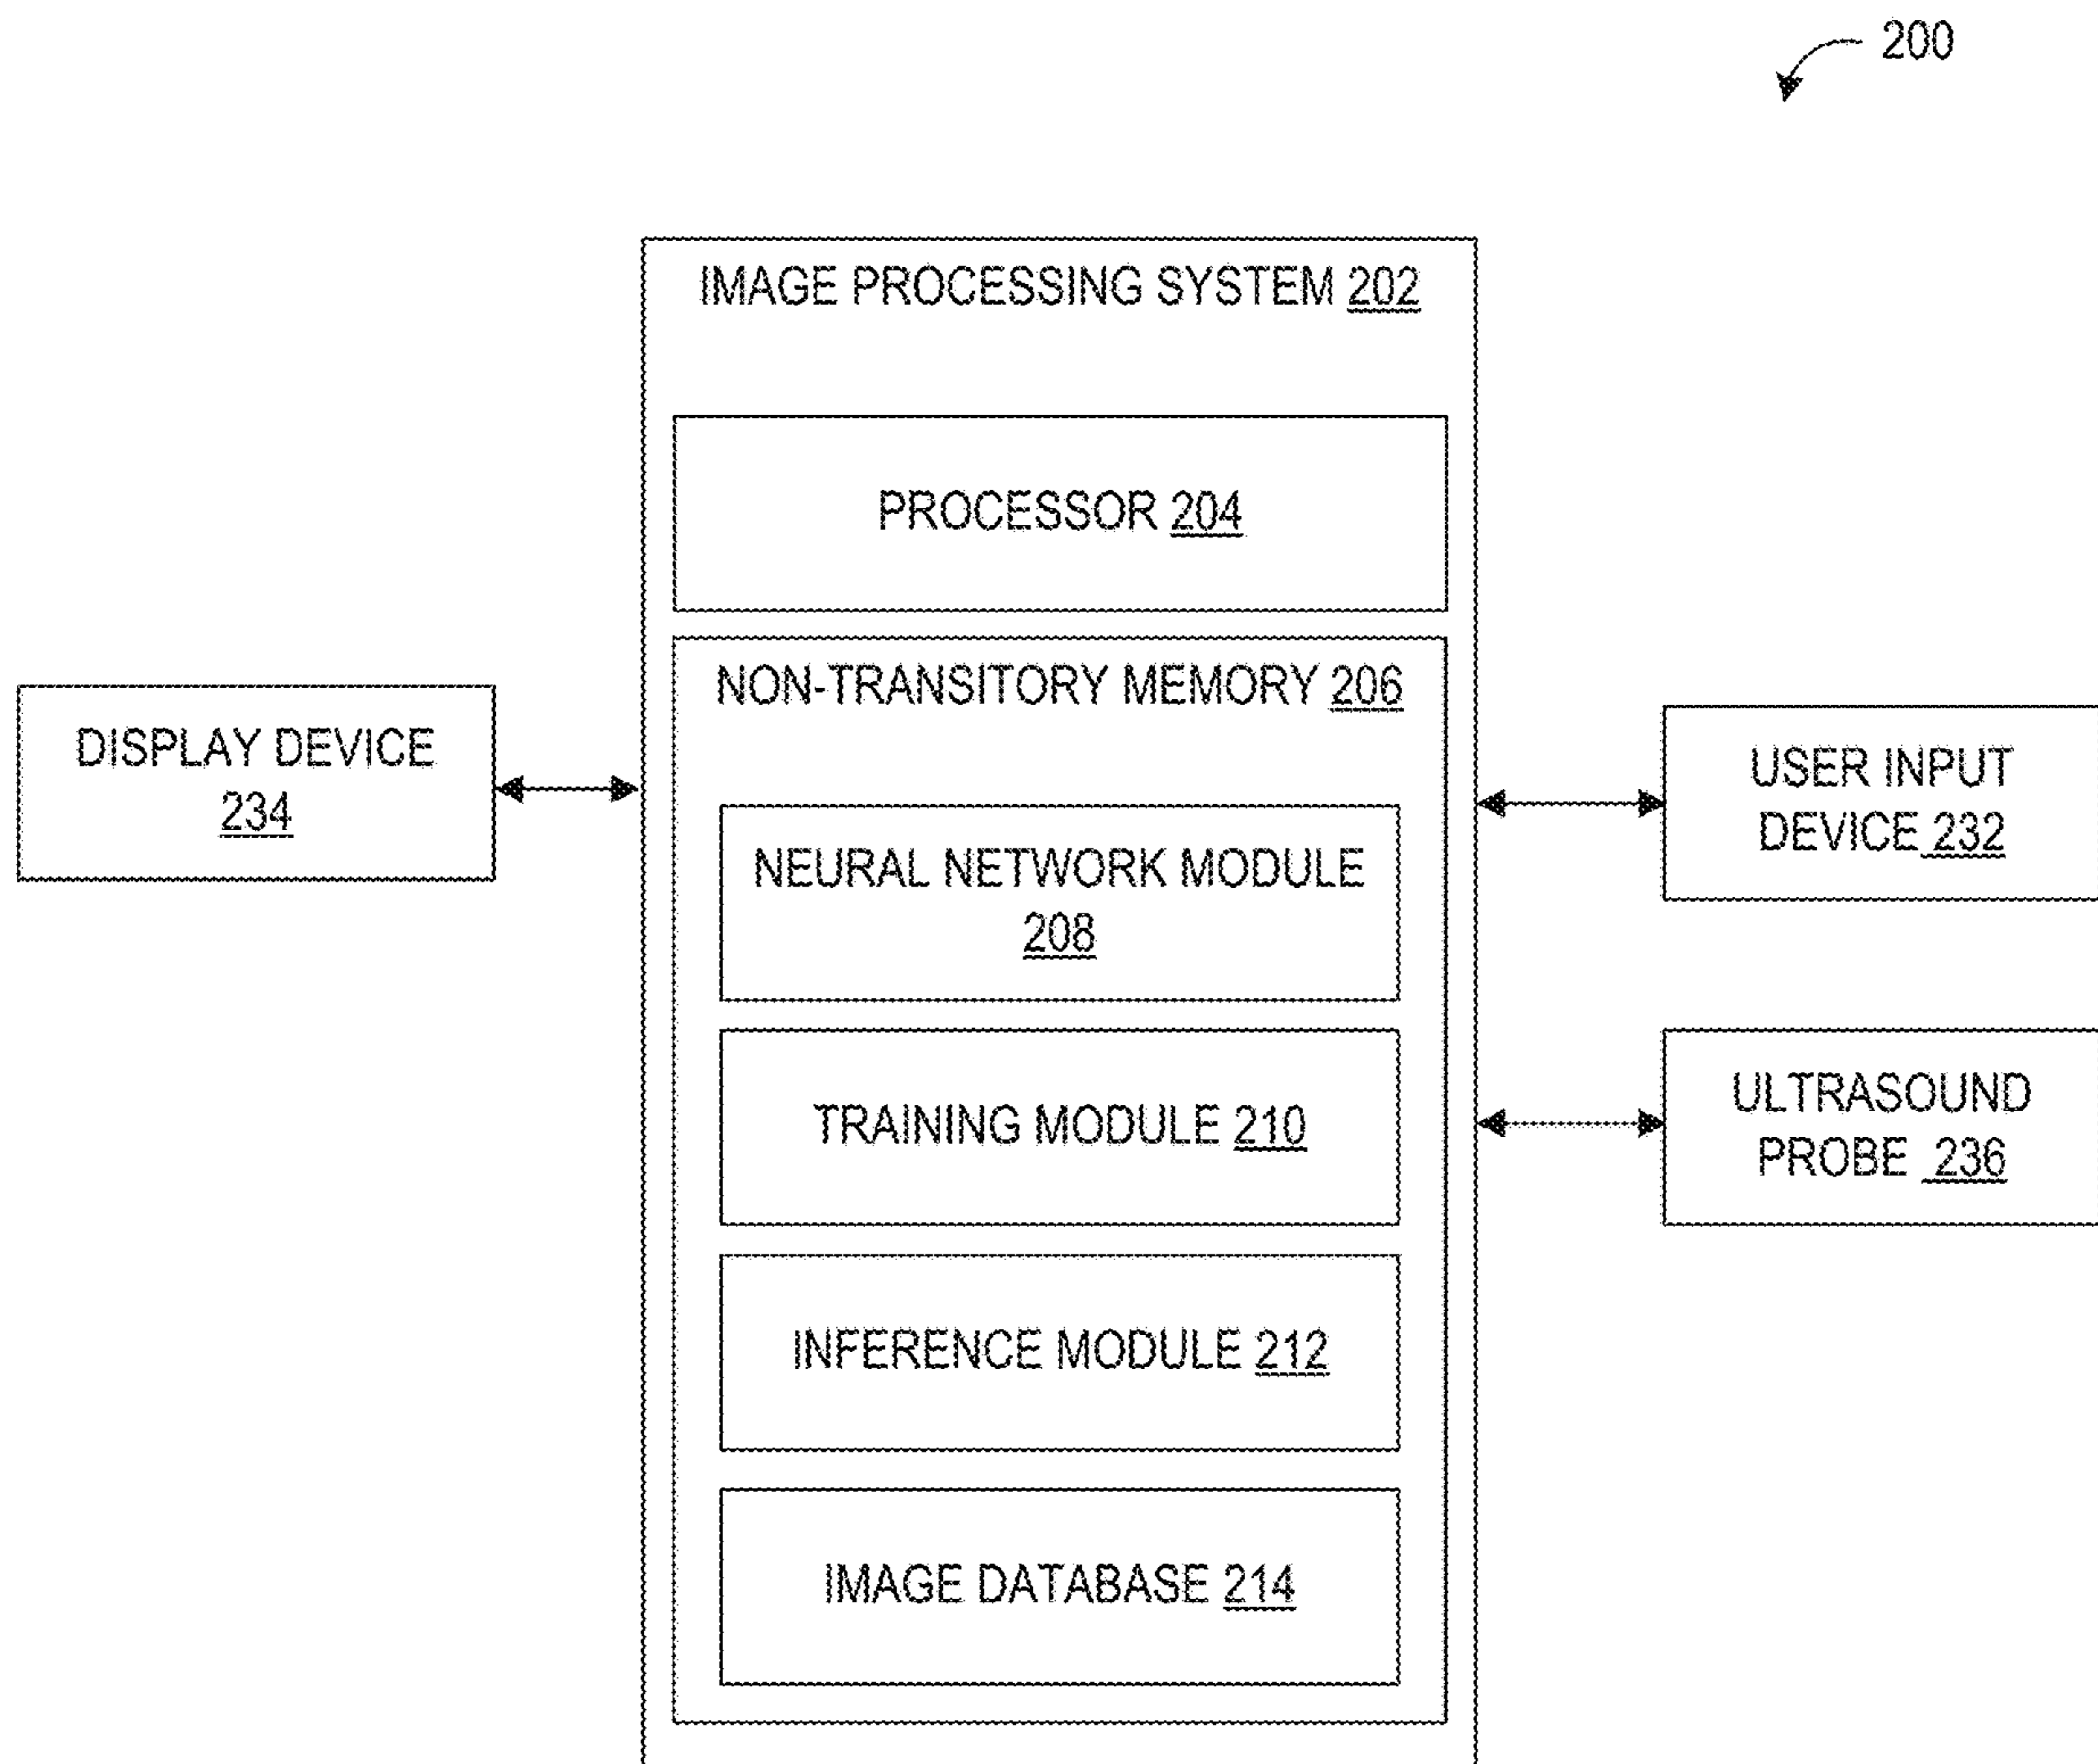 200
IMAGE PROCESSING SYSTEM 202
PROCESSOR 204
NON-TRANSITORY MEMORY 206
DISPLAY DEVICE
234
NEURAL NETWORK MODULE
208
TRAINING MODULE 210
INFERENCE MODULE 212
IMAGE DATABASE 214
USER INPUT
DEVICE 232
ULTRASOUND
PROBE 236